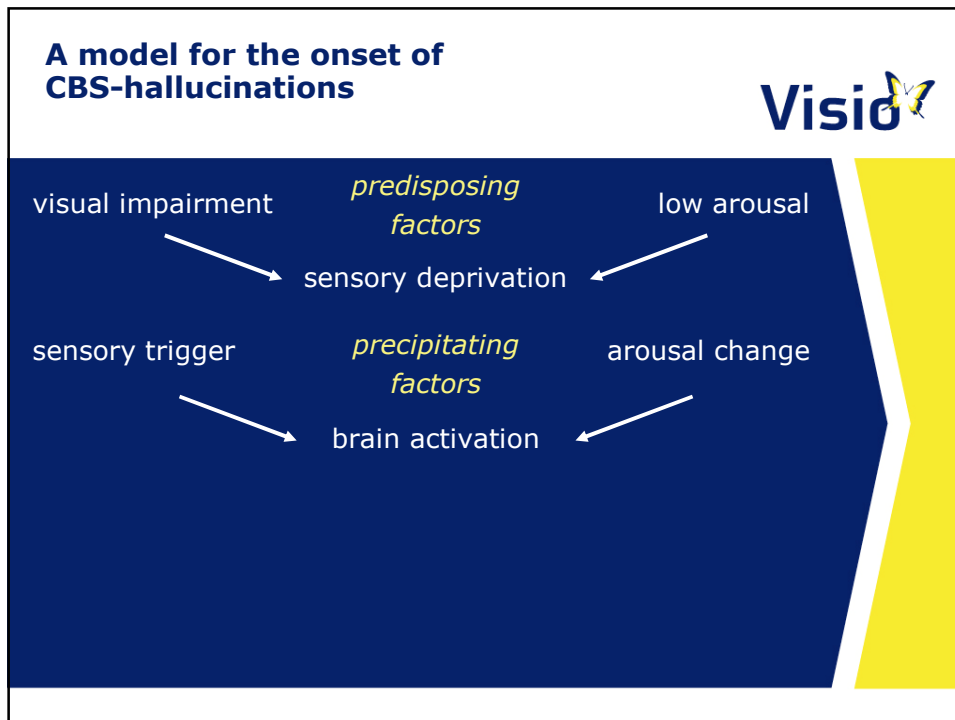 A model for the onset of
CBS-hallucinations
Visio
visual impairment
predisposing
factors
low arousal
sensory deprivation
sensory trigger
precipitating
factors
arousal change
brain activation